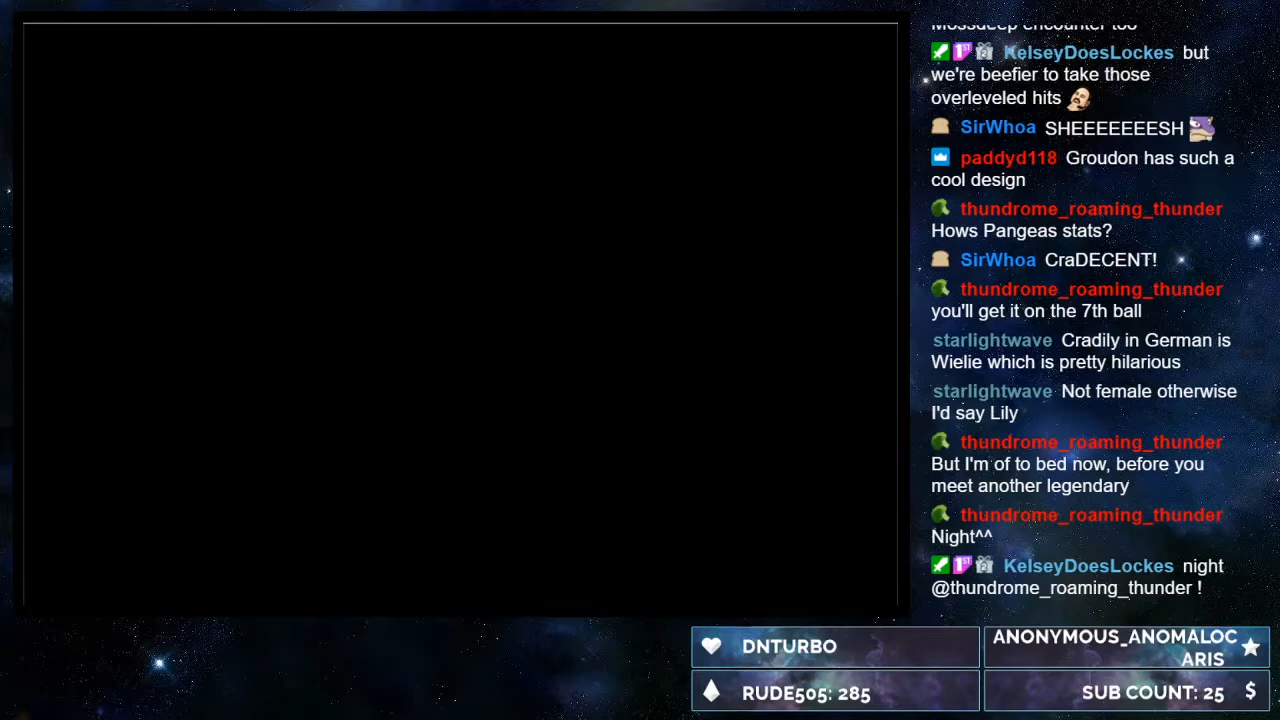 Mossdeep encounter too
KelseyDoesLockes but
we're beefier to take those
overleveled hits
SirWhoa SHEEEEEEESH
paddyd118 Groudon has such a
cool design
thundrome_roaming_thunder
Hows Pangeas stats?
SirWhoa CraDECENT!
thundrome_roaming_thunder
you'll get it on the 7th ball
starlightwave Cradily in German is
Wielie which is pretty hilarious
starlightwave Not female otherwise
I'd say Lily
thundrome_roaming_thunder
But I'm of to bed now, before you
meet another legendary
thundrome_roaming_thunder
Night^^
KelseyDoesLockes night
@thundrome_roaming_thunder !
DNTURBO
ANONYMOUS_ANOMALOC
ARIS
RUDE505: 285
SUB COUNT: 25 $